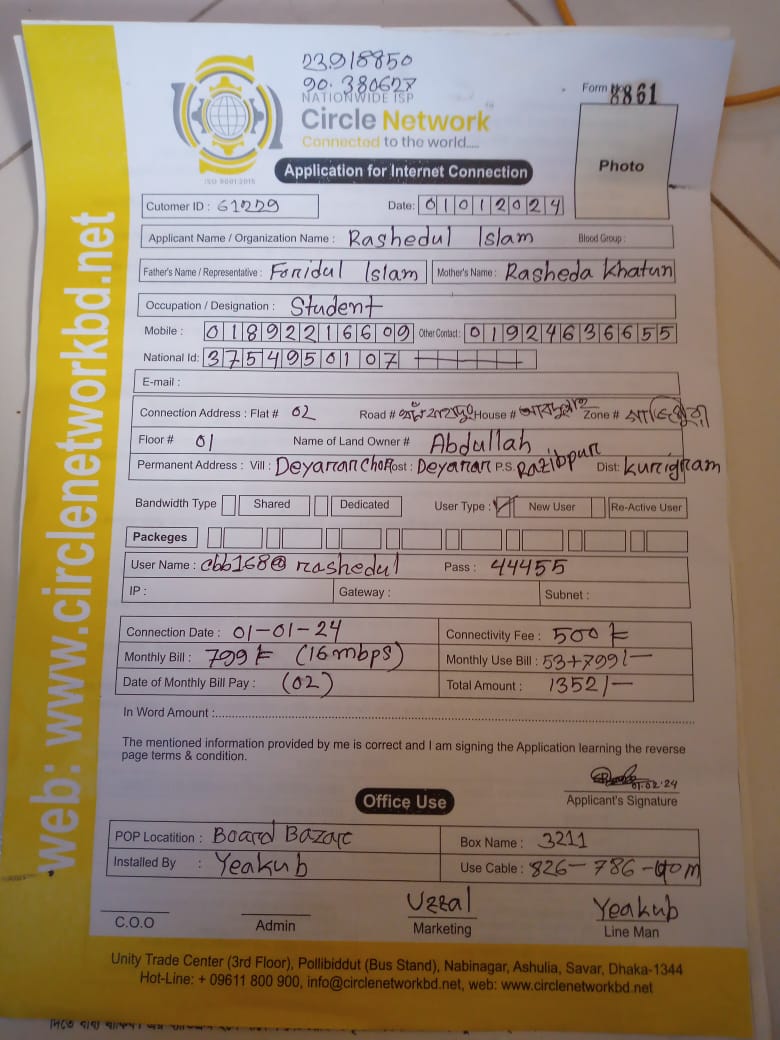 23.918850
90.380627
Form No 8861
NATIONWIDE ISP
Circle Network
Connected to the world.....
ISO 9001:2015
Photo
Application for Internet Connection
Cutomer ID : 61229 Date: 01012024
Applicant Name / Organization Name : Rashedul Islam Blood Group :
Father's Name / Representative : Foridul Islam Mother's Name : Rasheda Khatun
Occupation / Designation : Student
Mobile : 01892216609 Other Contact : 01924636655
National Id: 3754950107
E-mail :
Connection Address : Flat # 02 Road # House # Zone #
Floor # 01 Name of Land Owner # Abdullah
Permanent Address : Vill : Deyarar Chor Post : Deyarar P.S. Razibpur Dist: Kurigram
Bandwidth Type Shared Dedicated User Type : New User Re-Active User
Packeges
User Name : cbb168@rashedul Pass : 44455
IP : Gateway : Subnet :
Connection Date : 01-01-24 Connectivity Fee : 500 ৳
Monthly Bill : 799 ৳ (16 mbps) Monthly Use Bill : 53+799/-
Date of Monthly Bill Pay : (02) Total Amount : 1352/-
In Word Amount :
The mentioned information provided by me is correct and I am signing the Application learning the reverse
page terms & condition.
01.02.24
Applicant's Signature
Office Use
POP Locatition : Board Bazar Box Name : 3211
Installed By : Yeakub Use Cable : 826-786-40m
Uzzal Yeakub
C.O.O Admin Marketing Line Man
Unity Trade Center (3rd Floor), Pollibiddut (Bus Stand), Nabinagar, Ashulia, Savar, Dhaka-1344
Hot-Line: + 09611 800 900, info@circlenetworkbd.net, web: www.circlenetworkbd.net
web: www.circlenetworkbd.net